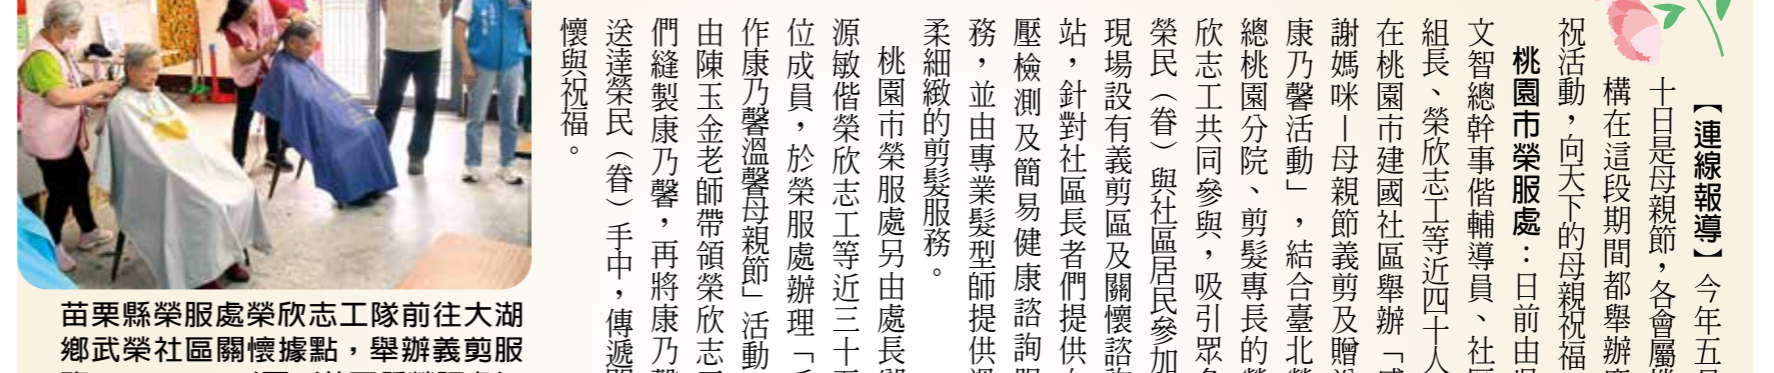 【連線報導】今年五
十日是母親節，各會屬
構在這段期間都舉辦
祝活動，向天下的母親祝福
桃園市榮服處：日前由
文智總幹事偕輔導員、社
組長、榮欣志工等近四十人
在桃園市建國社區舉辦「
謝媽咪－母親節義剪及贈
康乃馨活動」，結合臺北
總桃園分院、剪髮專長的
欣志工共同參與，吸引眾
榮民（眷）與社區居民參加
現場設有義剪區及關懷諮
站，針對社區長者們提供
壓檢測及簡易健康諮詢
務，並由專業髮型師提供
柔細緻的剪髮服務。
桃園市榮服處另由處長
源敏偕榮欣志工等近三十
位成員，於榮服處辦理「
作康乃馨溫馨母親節」活動
由陳玉金老師帶領榮欣志
們縫製康乃馨，再將康乃
送達榮民（眷）手中，傳遞
懷與祝福。
苗栗縣榮服處榮欣志工隊前往大湖
鄉武榮社區關懷據點，舉辦義剪服